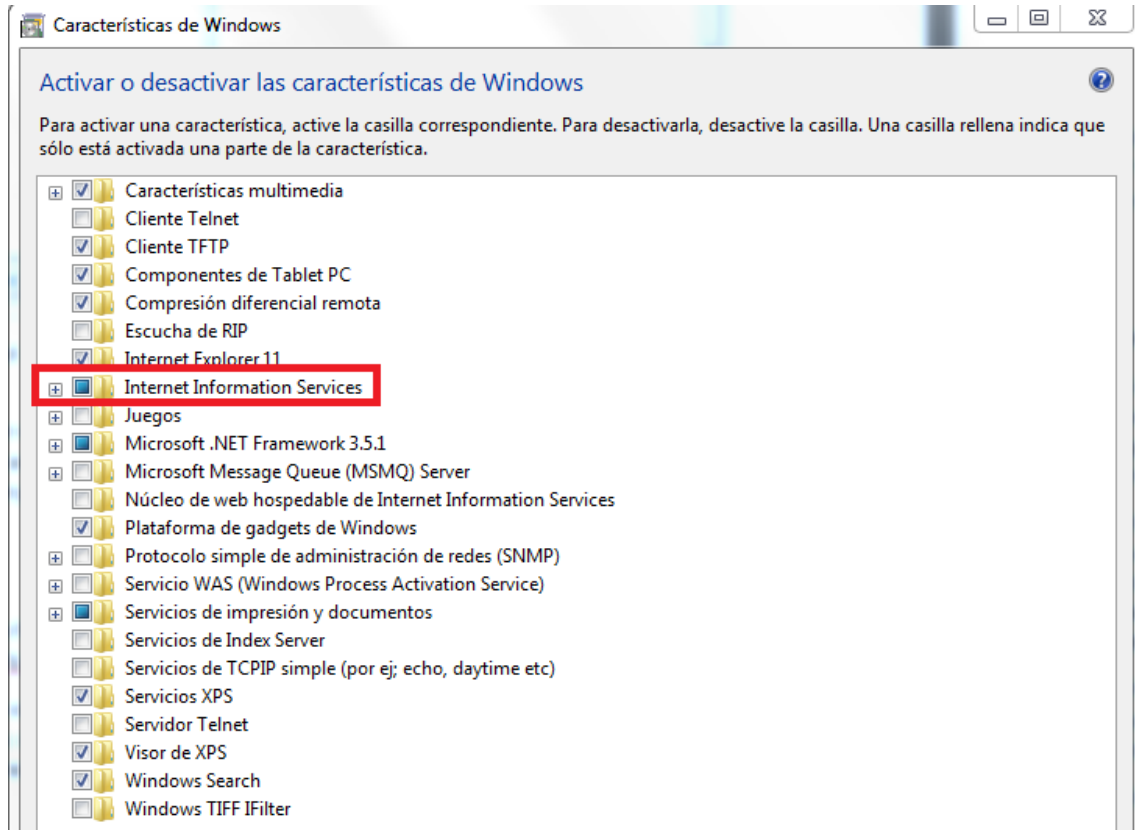 Características de Windows
Activar o desactivar las características de Windows
Para activar una característica, active la casilla correspondiente. Para desactivarla, desactive la casilla. Una casilla rellena indica que
sólo está activada una parte de la característica.
Características multimedia
Cliente Telnet
Cliente TFTP
Componentes de Tablet PC
Compresión diferencial remota
Escucha de RIP
Internet Explorer 11
Internet Information Services
Juegos
Microsoft .NET Framework 3.5.1
Microsoft Message Queue (MSMQ) Server
Núcleo de web hospedable de Internet Information Services
Plataforma de gadgets de Windows
Protocolo simple de administración de redes (SNMP)
Servicio WAS (Windows Process Activation Service)
Servicios de impresión y documentos
Servicios de Index Server
Servicios de TCPIP simple (por ej; echo, daytime etc)
Servicios XPS
Servidor Telnet
Visor de XPS
Windows Search
Windows TIFF IFilter